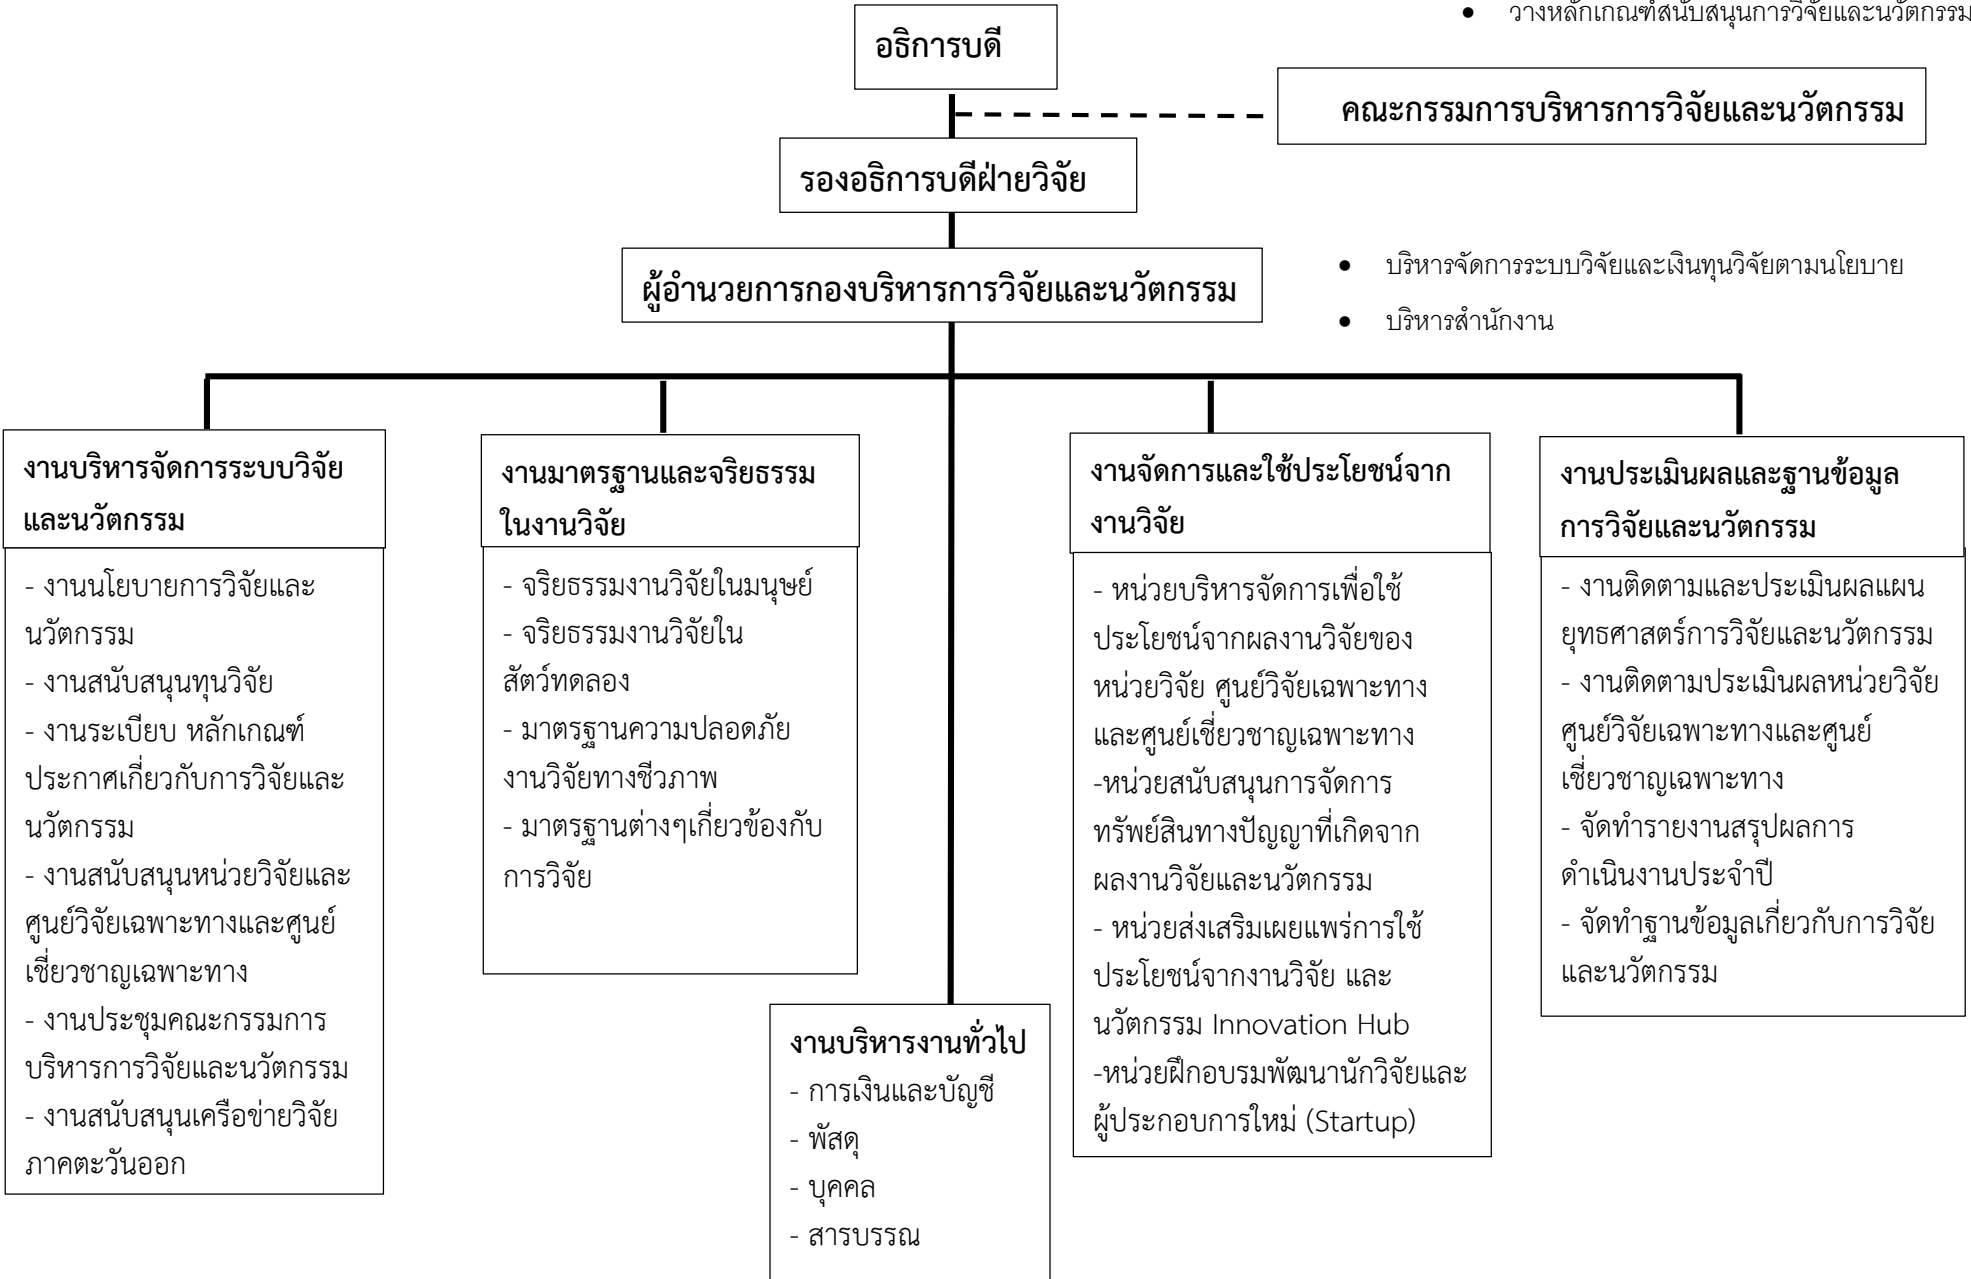 • วางหลักเกณฑ์สนับสนุนการวิจัยและนวัตกรรม
อธิการบดี
คณะกรรมการบริหารการวิจัยและนวัตกรรม
รองอธิการบดีฝ่ายวิจัย
ผู้อำนวยการกองบริหารการวิจัยและนวัตกรรม
• บริหารจัดการระบบวิจัยและเงินทุนวิจัยตามนโยบาย
• บริหารสำนักงาน
งานบริหารจัดการระบบวิจัย
และนวัตกรรม
- งานนโยบายการวิจัยและ
นวัตกรรม
- งานสนับสนุนทุนวิจัย
- งานระเบียบ หลักเกณฑ์
ประกาศเกี่ยวกับการวิจัยและ
นวัตกรรม
- งานสนับสนุนหน่วยวิจัยและ
ศูนย์วิจัยเฉพาะทางและศูนย์
เชี่ยวชาญเฉพาะทาง
- งานประชุมคณะกรรมการ
บริหารการวิจัยและนวัตกรรม
- งานสนับสนุนเครือข่ายวิจัย
ภาคตะวันออก
งานมาตรฐานและจริยธรรม
ในงานวิจัย
- จริยธรรมงานวิจัยในมนุษย์
- จริยธรรมงานวิจัยใน
สัตว์ทดลอง
- มาตรฐานความปลอดภัย
งานวิจัยทางชีวภาพ
- มาตรฐานต่างๆเกี่ยวข้องกับ
การวิจัย
งานบริหารงานทั่วไป
- การเงินและบัญชี
- พัสดุ
- บุคคล
- สารบรรณ
งานจัดการและใช้ประโยชน์จาก
งานวิจัย
- หน่วยบริหารจัดการเพื่อใช้
ประโยชน์จากผลงานวิจัยของ
หน่วยวิจัย ศูนย์วิจัยเฉพาะทาง
และศูนย์เชี่ยวชาญเฉพาะทาง
-หน่วยสนับสนุนการจัดการ
ทรัพย์สินทางปัญญาที่เกิดจาก
ผลงานวิจัยและนวัตกรรม
- หน่วยส่งเสริมเผยแพร่การใช้
ประโยชน์จากงานวิจัย และ
นวัตกรรม Innovation Hub
-หน่วยฝึกอบรมพัฒนานักวิจัยและ
ผู้ประกอบการใหม่ (Startup)
งานประเมินผลและฐานข้อมูล
การวิจัยและนวัตกรรม
- งานติดตามและประเมินผลแผน
ยุทธศาสตร์การวิจัยและนวัตกรรม
- งานติดตามประเมินผลหน่วยวิจัย
ศูนย์วิจัยเฉพาะทางและศูนย์
เชี่ยวชาญเฉพาะทาง
- จัดทำรายงานสรุปผลการ
ดำเนินงานประจำปี
- จัดทำฐานข้อมูลเกี่ยวกับการวิจัย
และนวัตกรรม